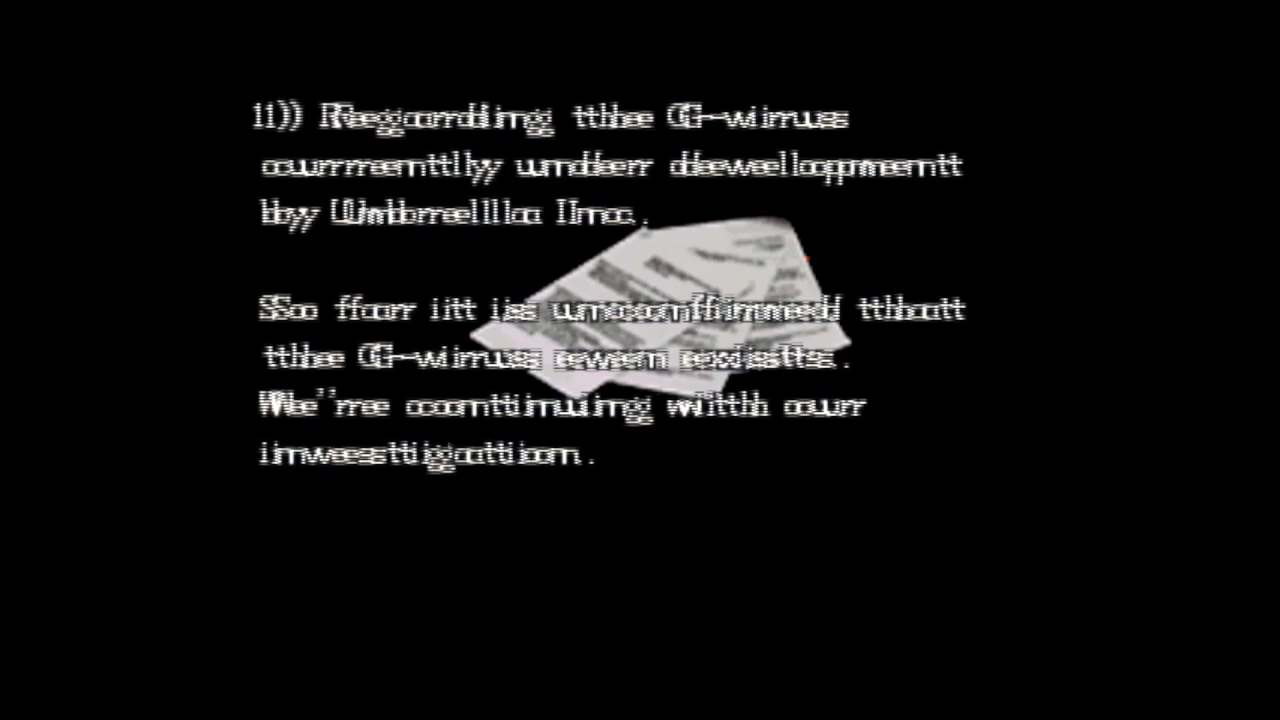 1) Regarding the G-virus
currently under development
by Umbrella Inc.
So far it is unconfirmed that
the G-virus even exists.
We're continuing with our
investigation.